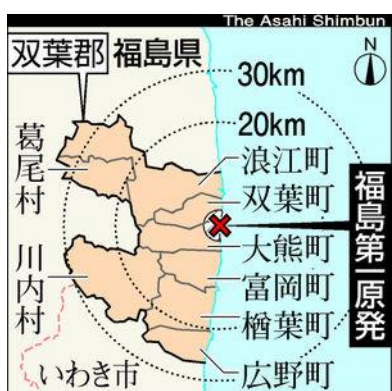 The Asahi Shimbun
双葉郡
福島県
N
30km
20km
葛尾村
川内村
浪江町
双葉町
大熊町
富岡町
楢葉町
広野町
いわき市
福島第一原発